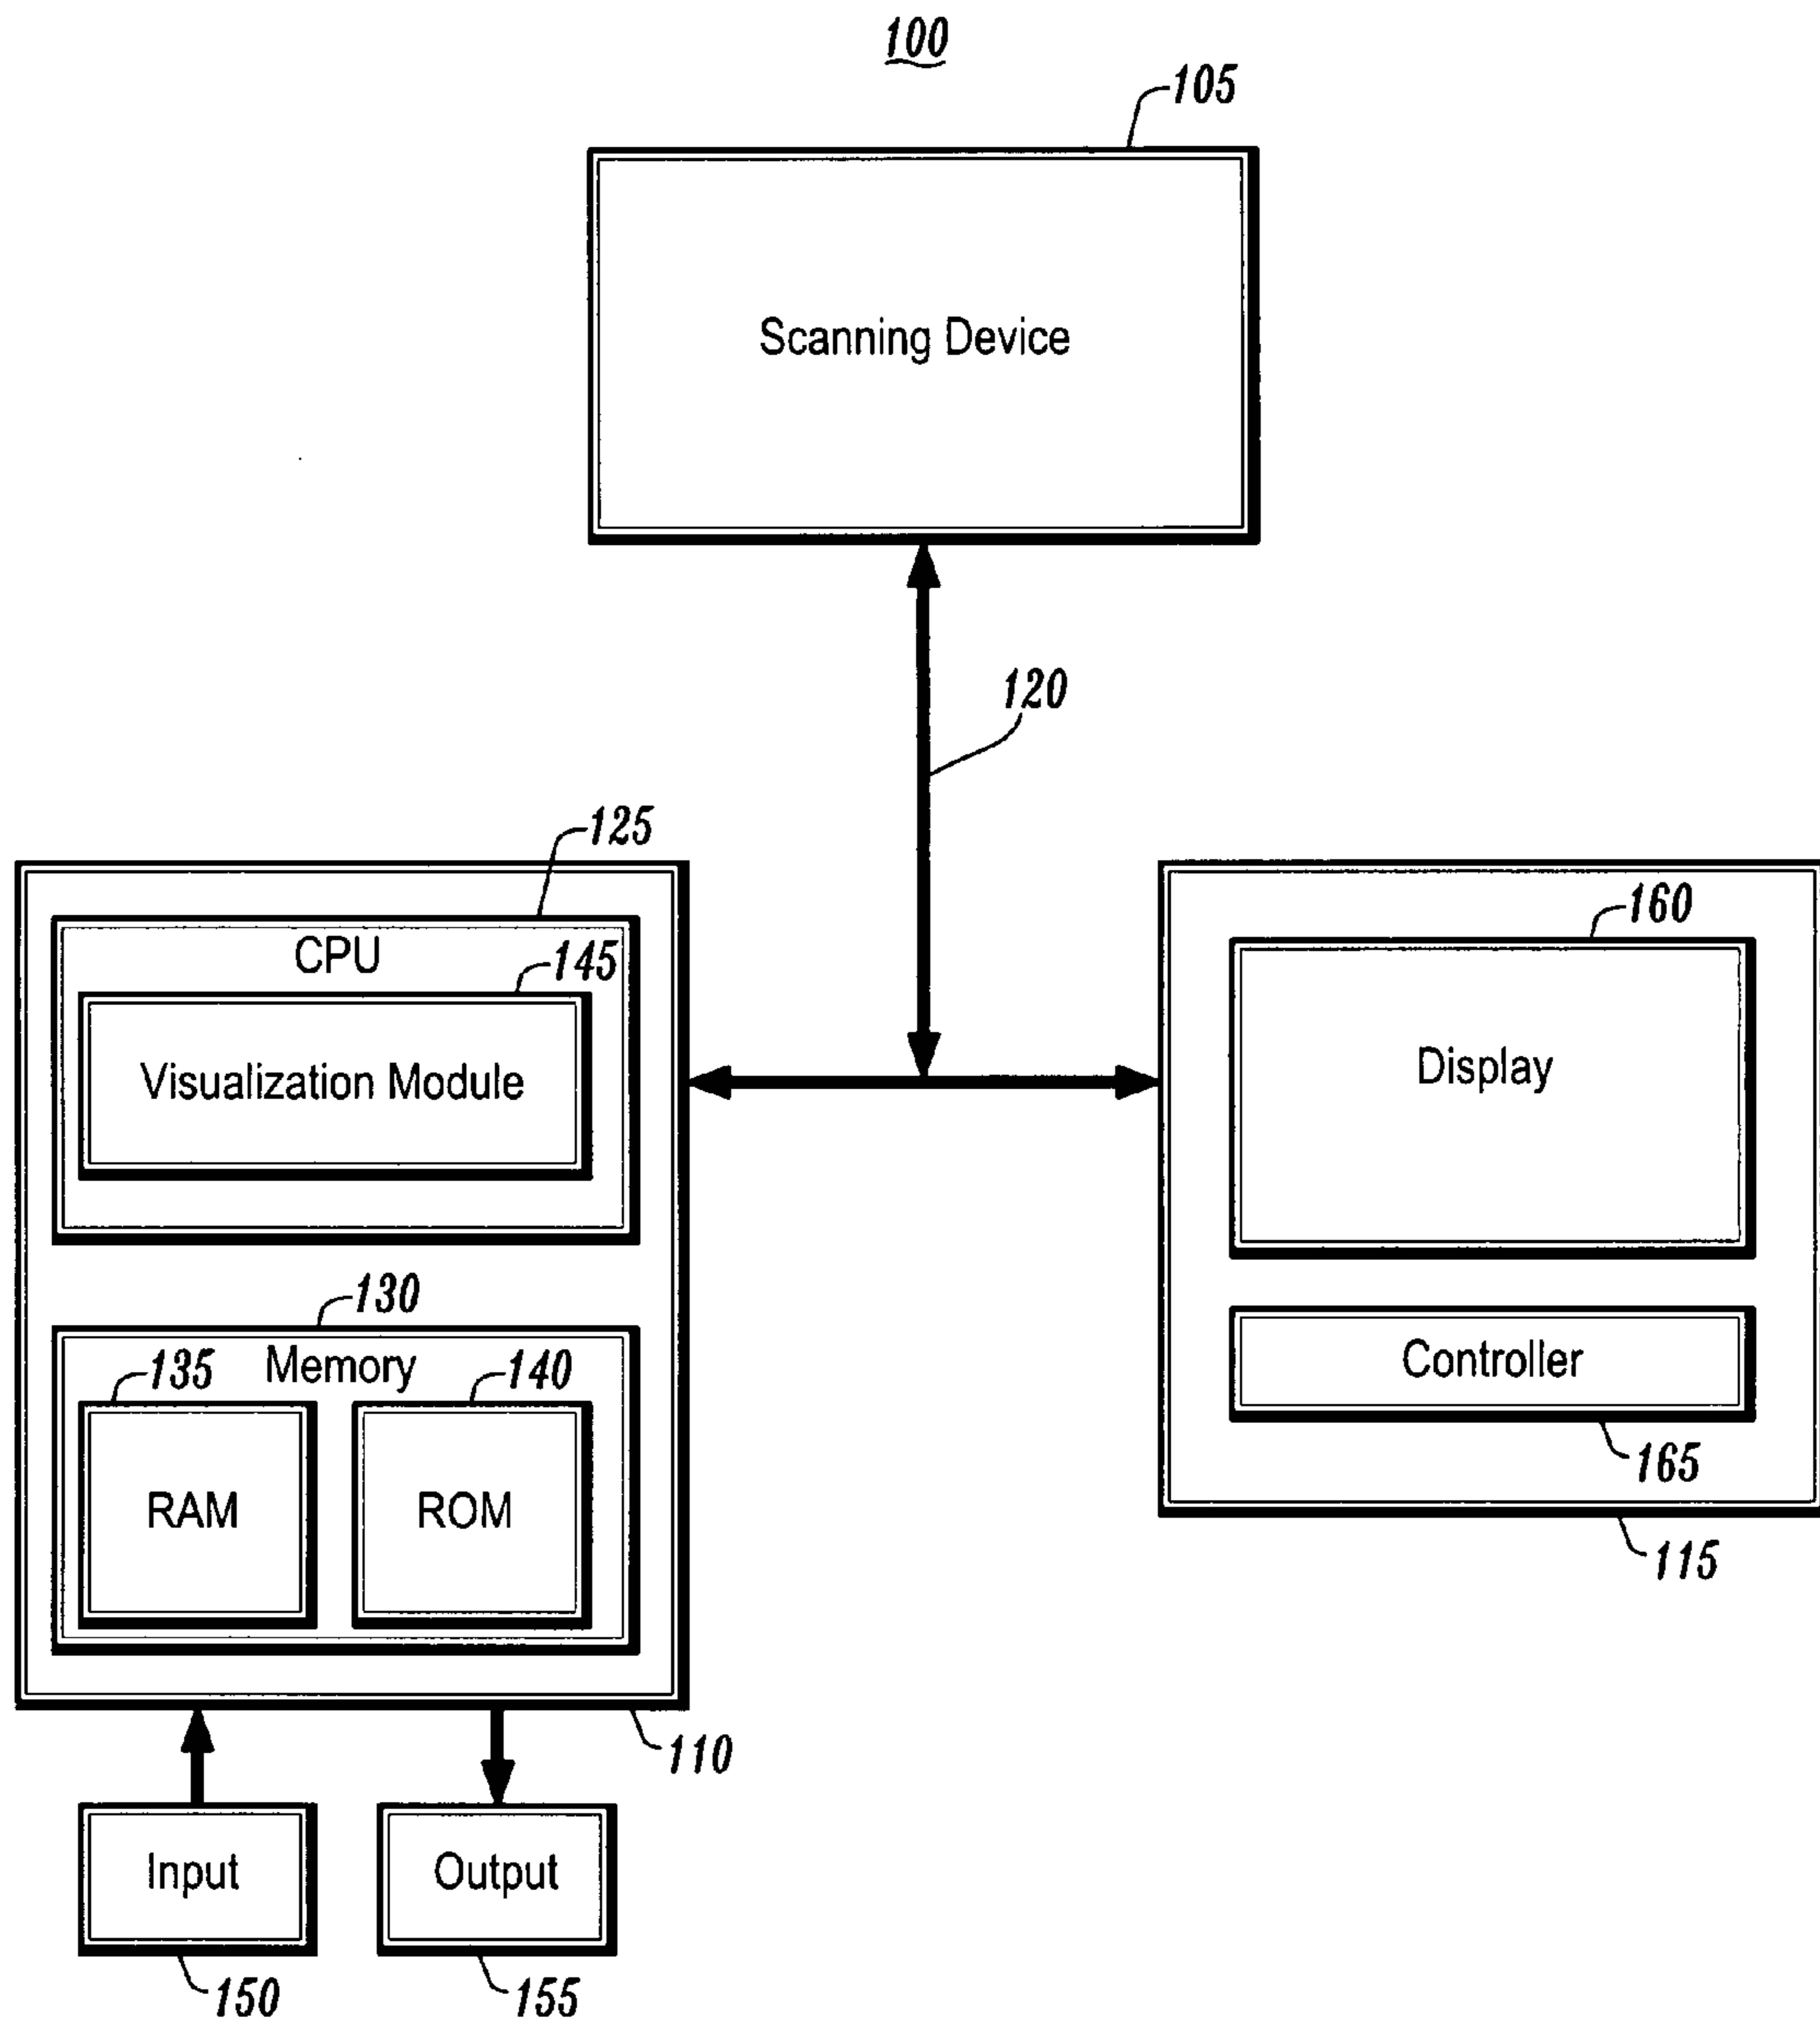 100
105
Scanning Device
120
125
CPU
145
Visualization Module
160
Display
130
Memory
135
140
RAM
ROM
Controller
165
115
110
Input
Output
150
155